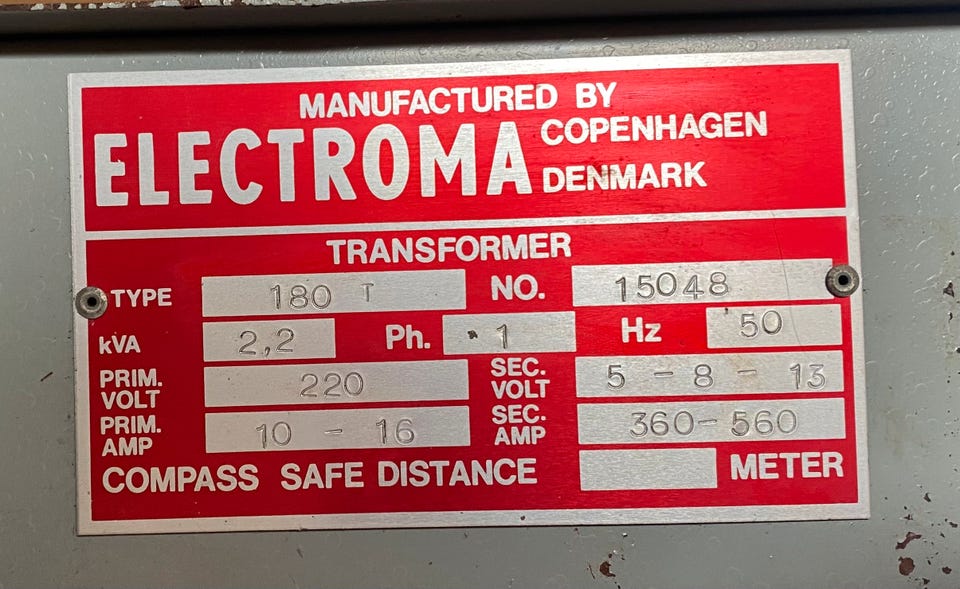 MANUFACTURED BY
ELECTROMA COPENHAGEN
DENMARK
TRANSFORMER
TYPE 180 T NO. 15048
kVA 2,2 Ph. 1 Hz 50
PRIM. VOLT 220 SEC. VOLT 5 - 8 - 13
PRIM. AMP 10 - 16 SEC. AMP 360-560
COMPASS SAFE DISTANCE METER